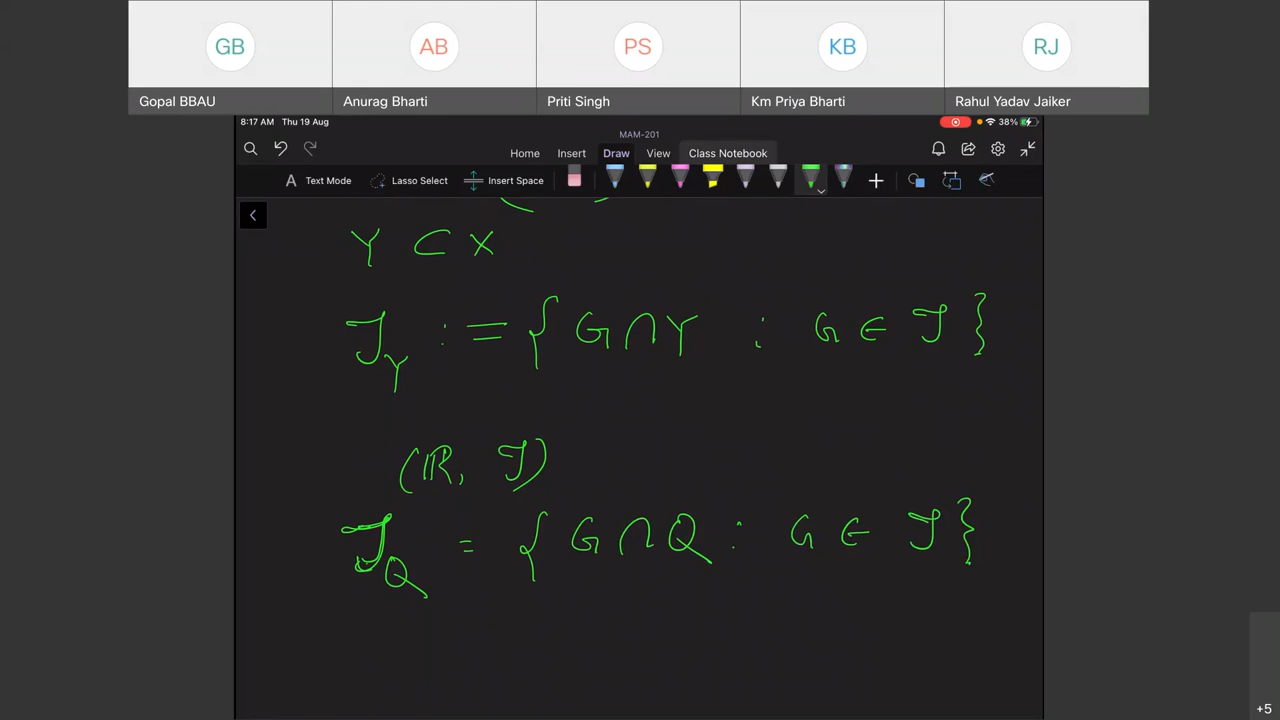 GB AB PS KB RJ
Gopal BBAU Anurag Bharti Priti Singh Km Priya Bharti Rahul Yadav Jaiker
8:17 AM Thu 19 Aug 38%
MAM-201
Home Insert Draw View Class Notebook
A Text Mode Lasso Select Insert Space
Y ⊂ X
𝒯_Y := { G ∩ Y : G ∈ 𝒯 }
(ℝ, 𝒯)
𝒯_Q = { G ∩ Q : G ∈ 𝒯 }
+5